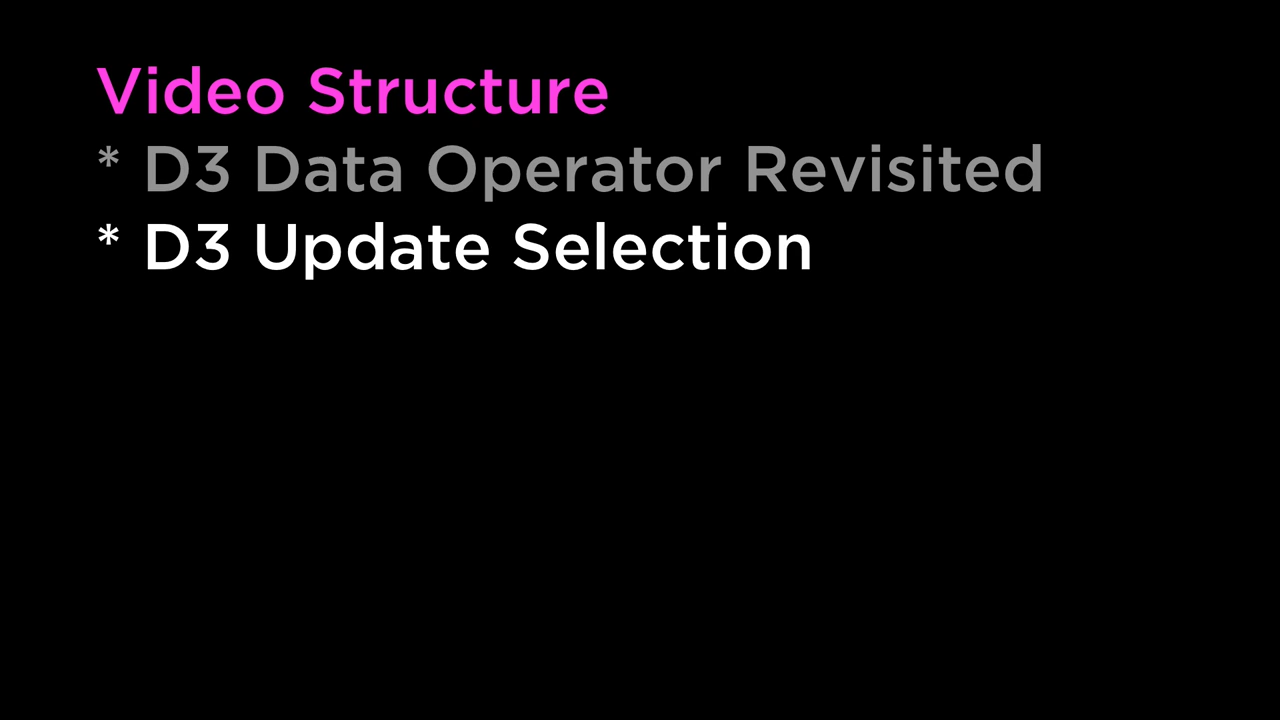 Video Structure
* D3 Data Operator Revisited
* D3 Update Selection